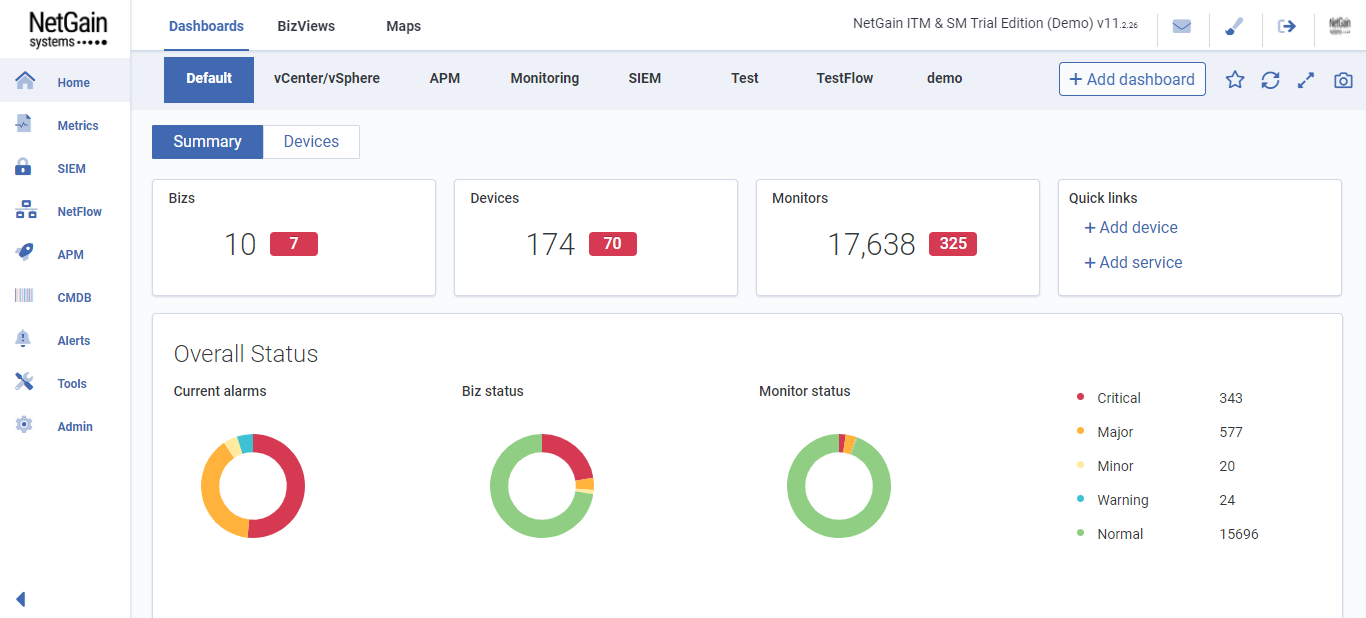 NetGain
systems
Dashboards BizViews Maps
NetGain ITM & SM Trial Edition (Demo) v11.2.26
NetGain
Home
Metrics
SIEM
NetFlow
APM
CMDB
Alerts
Tools
Admin
Default vCenter/vSphere APM Monitoring SIEM Test TestFlow demo
+ Add dashboard
Summary Devices
Bizs
10 7
Devices
174 70
Monitors
17,638 325
Quick links
+ Add device
+ Add service
Overall Status
Current alarms Biz status Monitor status
Critical 343
Major 577
Minor 20
Warning 24
Normal 15696